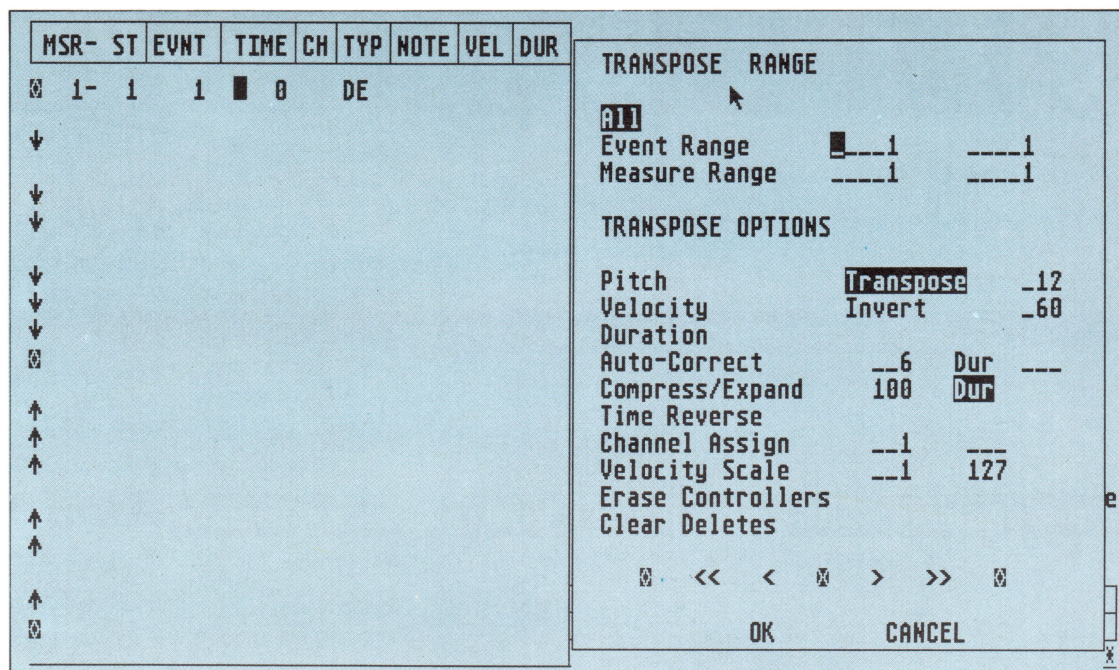 MSR- ST EVNT TIME CH TYP NOTE VEL DUR
1- 1 1 0 DE
TRANSPOSE RANGE
All
Event Range ____1 ____1
Measure Range ____1 ____1
TRANSPOSE OPTIONS
Pitch Transpose _12
Velocity Invert _60
Duration
Auto-Correct __6 Dur ___
Compress/Expand 100 Dur
Time Reverse
Channel Assign __1 ___
Velocity Scale __1 127
Erase Controllers
Clear Deletes
<< < > >>
OK CANCEL
e